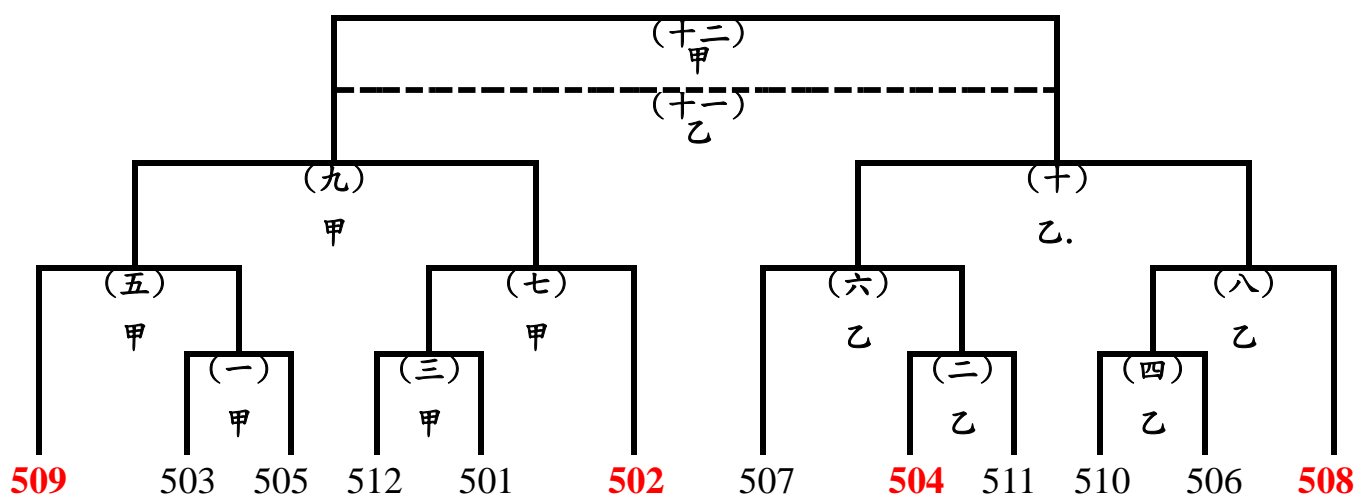 (十二)
甲
(十一)
乙
(九) (十)
甲 乙.
(五) (七) (六) (八)
甲 甲 乙 乙
(一) (三) (二) (四)
甲 甲 乙 乙
509 503 505 512 501 502 507 504 511 510 506 508